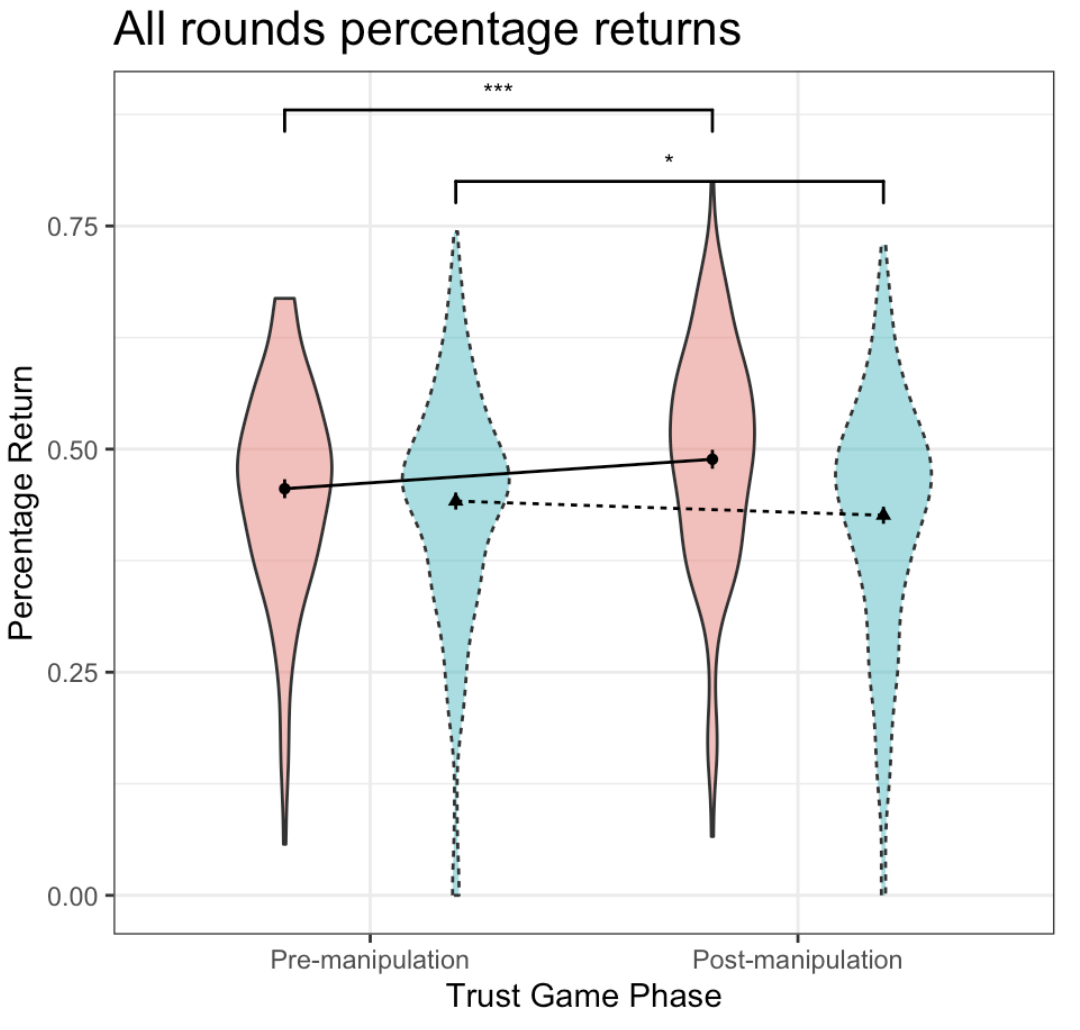 All rounds percentage returns
***
*
0.75
0.50
0.25
0.00
Percentage Return
Pre-manipulation
Post-manipulation
Trust Game Phase